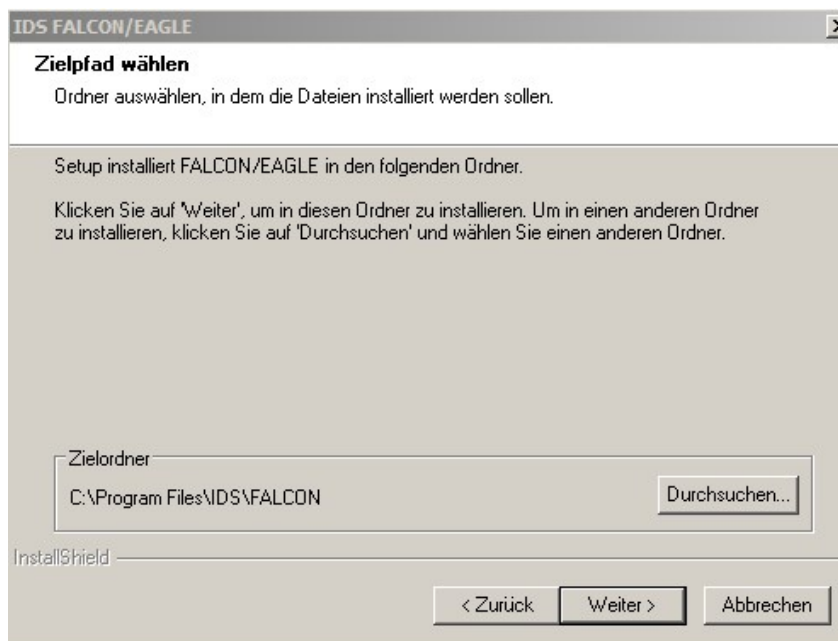 IDS FALCON/EAGLE
Zielpfad wählen
Ordner auswählen, in dem die Dateien installiert werden sollen.
Setup installiert FALCON/EAGLE in den folgenden Ordner.
Klicken Sie auf 'Weiter', um in diesen Ordner zu installieren. Um in einen anderen Ordner
zu installieren, klicken Sie auf 'Durchsuchen' und wählen Sie einen anderen Ordner.
Zielordner
C:\Program Files\IDS\FALCON
Durchsuchen...
InstallShield
< Zurück
Weiter >
Abbrechen